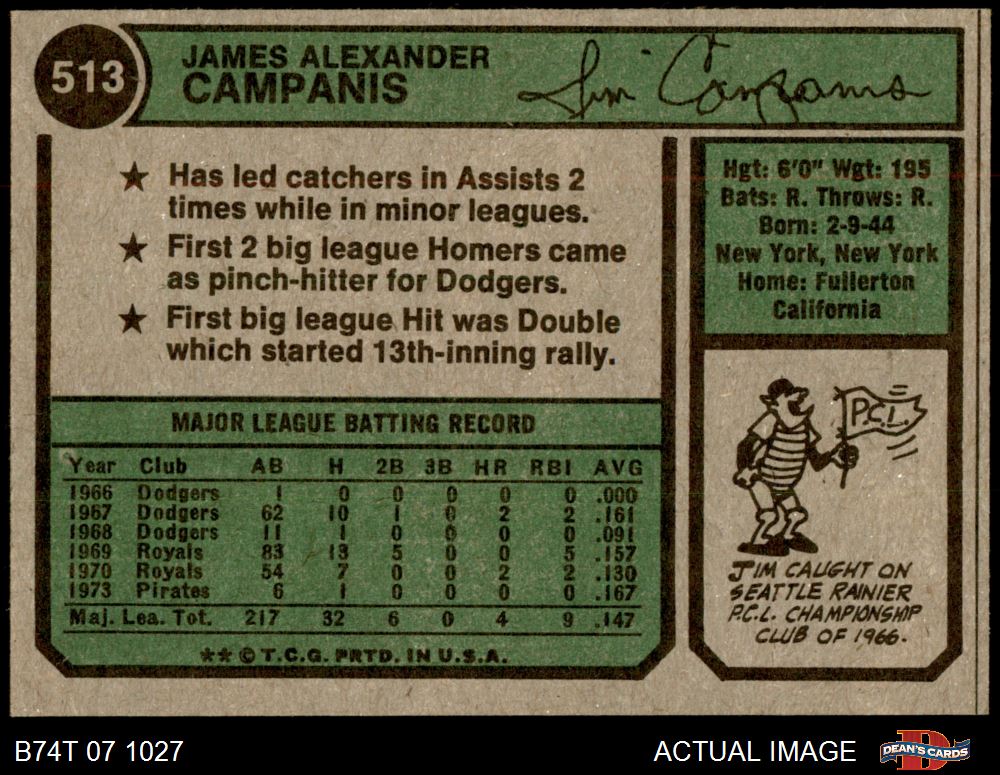 513
JAMES ALEXANDER
CAMPANIS
Jim Campanis
★ Has led catchers in Assists 2
times while in minor leagues.
★ First 2 big league Homers came
as pinch-hitter for Dodgers.
★ First big league Hit was Double
which started 13th-inning rally.
Hgt: 6'0" Wgt: 195
Bats: R. Throws: R.
Born: 2-9-44
New York, New York
Home: Fullerton
California
MAJOR LEAGUE BATTING RECORD
Year Club AB H 2B 3B HR RBI AVG
1966 Dodgers 1 0 0 0 0 0 .000
1967 Dodgers 62 10 1 0 2 2 .161
1968 Dodgers 11 1 0 0 0 0 .091
1969 Royals 83 13 5 0 0 5 .157
1970 Royals 54 7 0 0 2 2 .130
1973 Pirates 6 1 0 0 0 0 .167
Maj. Lea. Tot. 217 32 6 0 4 9 .147
★★ © T.C.G. PRTD. IN U.S.A.
P.C.L.
JIM CAUGHT ON
SEATTLE RAINIER
P.C.L. CHAMPIONSHIP
CLUB OF 1966.
B74T 07 1027
ACTUAL IMAGE
DEAN'S CARDS